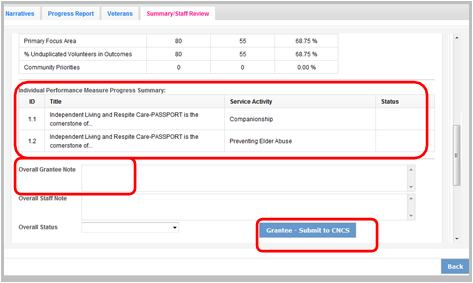 Narratives Progress Report Veterans Summary/Staff Review
Primary Focus Area 80 55 68.75 %
% Unduplicated Volunteers in Outcomes 80 55 68.75 %
Community Priorities 0 0 0.00 %
Individual Performance Measure Progress Summary:
ID Title Service Activity Status
1.1 Independent Living and Respite Care-PASSPORT is the
cornerstone of... Companionship
1.2 Independent Living and Respite Care-PASSPORT is the
cornerstone of... Preventing Elder Abuse
Overall Grantee Note
Overall Staff Note
Overall Status
Grantee - Submit to CNCS
Back